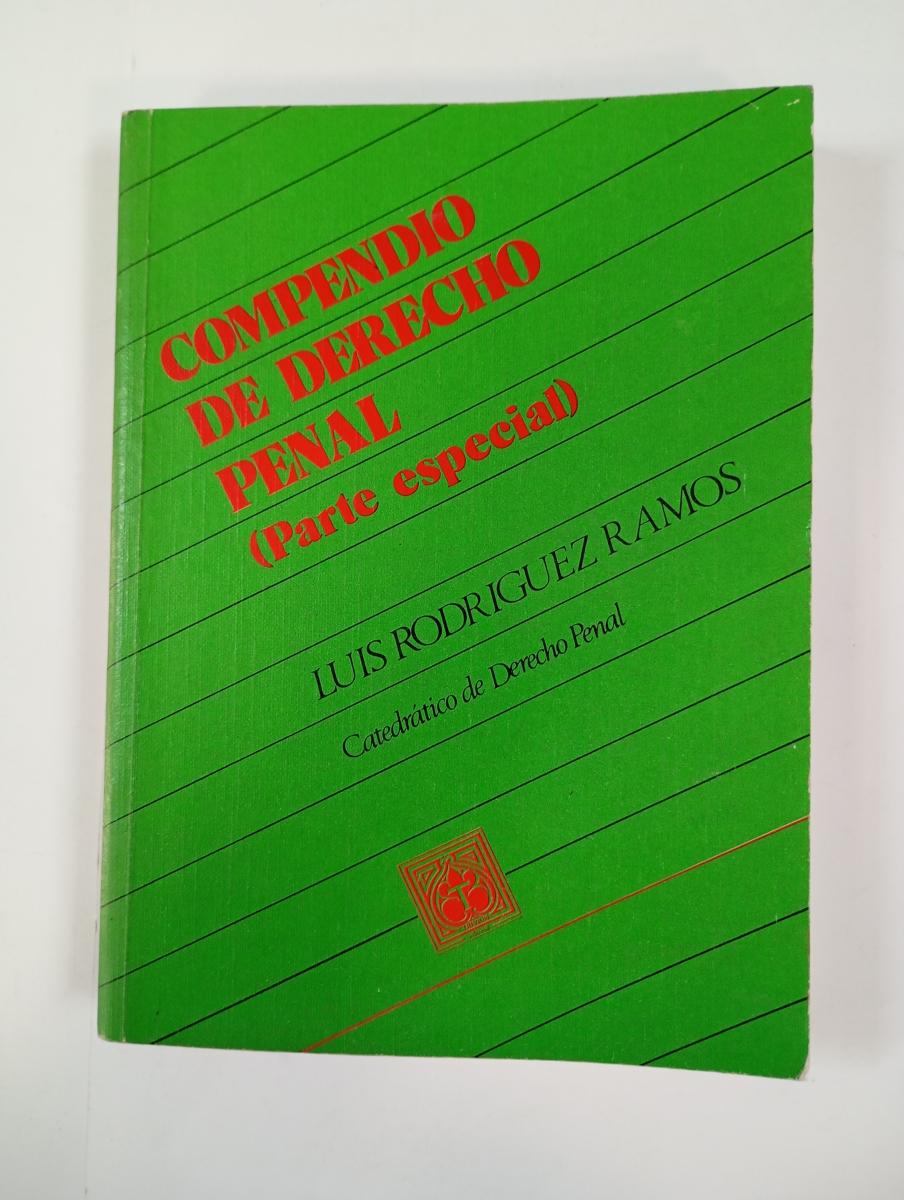 COMPENDIO
DE DERECHO
PENAL
(Parte especial)
LUIS RODRIGUEZ RAMOS
Catedrático de Derecho Penal
T